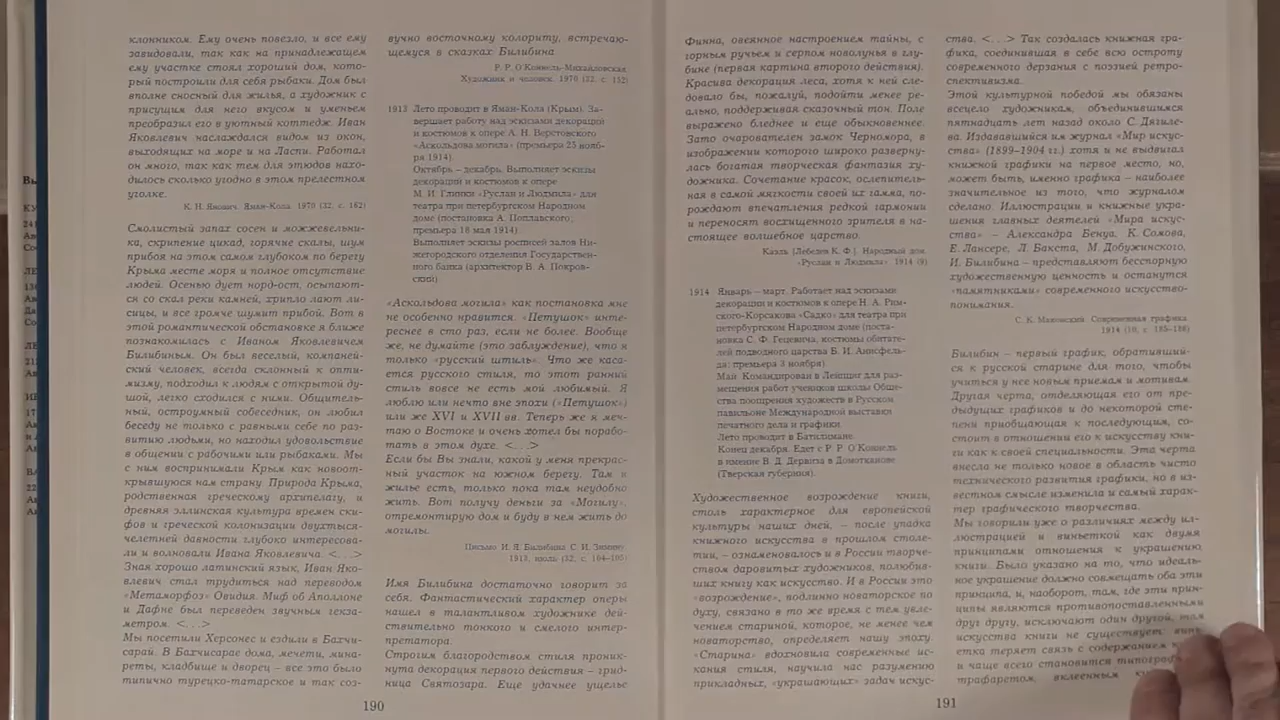 клонником. Ему очень повезло, и все ему
завидовали, так как на принадлежащем
ему участке стоял хороший дом, кото-
рый построили для себя рыбаки. Дом был
вполне сносный для жилья, а художник с
присущим для него вкусом и уменьем
преобразил его в уютный коттедж. Иван
Яковлевич наслаждался видом из окон,
выходящих на море и на Ласпи. Работал
он много, так как тем для этюдов нахо-
дилось сколько угодно в этом прелестном
уголке.
К. Н. Янович. Яман-Кала. 1970 (32, с. 162)
Смолистый запах сосен и можжевельни-
ка, скрипение цикад, горячие скалы, шум
прибоя на этом самом глубоком по берегу
Крыма месте моря и полное отсутствие
людей. Осенью дует норд-ост, осыпают-
ся со скал реки камней, хрипло лают ли-
сицы, и все громче шумит прибой. Вот в
этой романтической обстановке я ближе
познакомилась с Иваном Яковлевичем
Билибиным. Он был веселый, компаней-
ский человек, всегда склонный к опти-
мизму, подходил к людям с открытой ду-
шой, легко сходился с ними. Общитель-
ный, остроумный собеседник, он любил
беседу не только с равными себе по раз-
витию людьми, но находил удовольствие
в общении с рабочими или рыбаками. Мы
с ним воспринимали Крым как новоот-
крывшуюся нам страну. Природа Крыма,
родственная греческому архипелагу, и
древняя эллинская культура времен ски-
фов и греческой колонизации двухтыся-
челетней давности глубоко интересова-
ли и волновали Ивана Яковлевича. <...>
Зная хорошо латинский язык, Иван Яко-
влевич стал трудиться над переводом
«Метаморфоз» Овидия. Миф об Аполлоне
и Дафне был переведен звучным гекза-
метром. <...>
Мы посетили Херсонес и ездили в Бахчи-
сарай. В Бахчисарае дома, мечети, мина-
реты, кладбище и дворец – все это было
типично турецко-татарское и так соз-
190
вучно восточному колориту, встречаю-
щемуся в сказках Билибина.
Р. Р. О'Коннель-Михайловская.
Художник и человек. 1970 (32, с. 152)
1913 Лето проводит в Яман-Кала (Крым). За-
вершает работу над эскизами декораций
и костюмов к опере А. Н. Верстовского
«Аскольдова могила» (премьера 25 нояб-
ря 1914).
Октябрь – декабрь. Выполняет эскизы
декораций и костюмов к опере
М. И. Глинки «Руслан и Людмила» для
театра при петербургском Народном
доме (постановка А. Поплавского;
премьера 18 мая 1914).
Выполняет эскизы росписей залов Ни-
жегородского отделения Государствен-
ного банка (архитектор В. А. Покров-
ский).
«Аскольдова могила» как постановка мне
не особенно нравится. «Петушок» инте-
реснее в сто раз, если не более. Вообще
же, не думайте (это заблуждение), что я
только «русский штиль». Что же каса-
ется русского стиля, то этот ранний
стиль вовсе не есть мой любимый. Я
люблю или нечто вне эпохи («Петушок»)
или же XVI и XVII вв. Теперь же я меч-
таю о Востоке и очень хотел бы порабо-
тать в этом духе. <...>
Если бы Вы знали, какой у меня прекрас-
ный участок на южном берегу. Там и
жилье есть, только пока там неудобно
жить. Вот получу деньги за «Могилу»,
отремонтирую дом и буду в нем жить до
могилы.
Письмо И. Я. Билибина С. И. Зимину.
1913, июль (32, с. 104–105)
Имя Билибина достаточно говорит за
себя. Фантастический характер оперы
нашел в талантливом художнике дей-
ствительно тонкого и смелого интер-
претатора.
Строгим благородством стиля проник-
нута декорация первого действия – грид-
ница Святозара. Еще удачнее ущелье
Финна, овеянное настроением тайны, с
горным ручьем и серпом новолунья в глу-
бине (первая картина второго действия).
Красива декорация леса, хотя к ней сле-
довало бы, пожалуй, подойти менее ре-
ально, поддерживая сказочный тон. Поле
выражено бледнее и еще обыкновеннее.
Зато очарователен замок Черномора, в
изображении которого широко разверну-
лась богатая творческая фантазия ху-
дожника. Сочетание красок, ослепитель-
ная в самой мягкости своей их гамма, по-
рождают впечатления редкой гармонии
и переносят восхищенного зрителя в на-
стоящее волшебное царство.
Каэль [Лебедев К. Ф.]. Народный дом.
«Руслан и Людмила». 1914 (9)
1914 Январь – март. Работает над эскизами
декораций и костюмов к опере Н. А. Рим-
ского-Корсакова «Садко» для театра при
петербургском Народном доме (поста-
новка С. Ф. Гецевича, костюмы обитате-
лей подводного царства Б. И. Анисфель-
да; премьера 3 ноября).
Май. Командирован в Лейпциг для раз-
мещения работ учеников школы Обще-
ства поощрения художеств в Русском
павильоне Международной выставки
печатного дела и графики.
Лето проводит в Батилимане.
Конец декабря. Едет с Р. Р. О'Коннель
в имение В. Д. Дервиза в Домотканове
(Тверская губерния).
Художественное возрождение книги,
столь характерное для европейской
культуры наших дней, – после упадка
книжного искусства в прошлом столе-
тии, – ознаменовалось и в России творче-
ством даровитых художников, полюбив-
ших книгу как искусство. И в России это
«возрождение», подлинно новаторское по
духу, связано в то же время с тем увле-
чением стариной, которое, не менее чем
новаторство, определяет нашу эпоху.
«Старина» вдохновила современные ис-
кания стиля, научила нас разумению
прикладных, «украшающих» задач искус-
191
ства. <...> Так создалась книжная гра-
фика, соединившая в себе всю остроту
современного дерзания с поэзией ретро-
спективизма.
Этой культурной победой мы обязаны
всецело художникам, объединившимся
пятнадцать лет назад около С. Дягиле-
ва. Издававшийся им журнал «Мир искус-
ства» (1899–1904 гг.) хотя и не выдвигал
книжной графики на первое место, но,
может быть, именно графика – наиболее
значительное из того, что журналом
сделано. Иллюстрации и книжные укра-
шения главных деятелей «Мира искус-
ства» – Александра Бенуа, К. Сомова,
Е. Лансере, Л. Бакста, М. Добужинского,
И. Билибина – представляют бесспорную
художественную ценность и останутся
«памятниками» современного искусство-
понимания.
С. К. Маковский. Современная графика.
1914 (10, с. 185–188)
Билибин – первый график, обративший-
ся к русской старине для того, чтобы
учиться у нее новым приемам и мотивам.
Другая черта, отделяющая его от пре-
дыдущих графиков и до некоторой сте-
пени приобщающая к последующим, со-
стоит в отношении его к искусству кни-
ги как к своей специальности. Эта черта
внесла не только новое в область чисто
технического развития графики, но и из-
вестном смысле изменила и самый харак-
тер графического творчества.
Мы говорили уже о различиях между ил-
люстрацией и виньеткой как двумя
принципами отношения к украшению
книги. Было указано на то, что идеаль-
ное украшение должно совмещать оба эти
принципа, и, наоборот, там, где эти прин-
ципы являются противопоставленными
друг другу, исключают один другой, там
искусства книги не существует: винь-
етка теряет связь с содержанием
и чаще всего становится
трафаретом, вклеенным